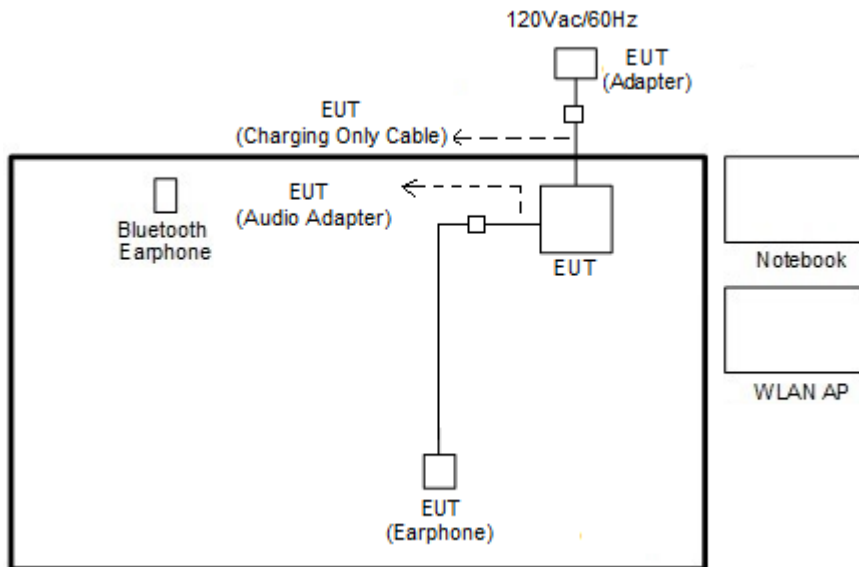 120Vac/60Hz
EUT
(Adapter)
EUT
(Charging Only Cable)
EUT
(Audio Adapter)
Bluetooth
Earphone
EUT
Notebook
WLAN AP
EUT
(Earphone)